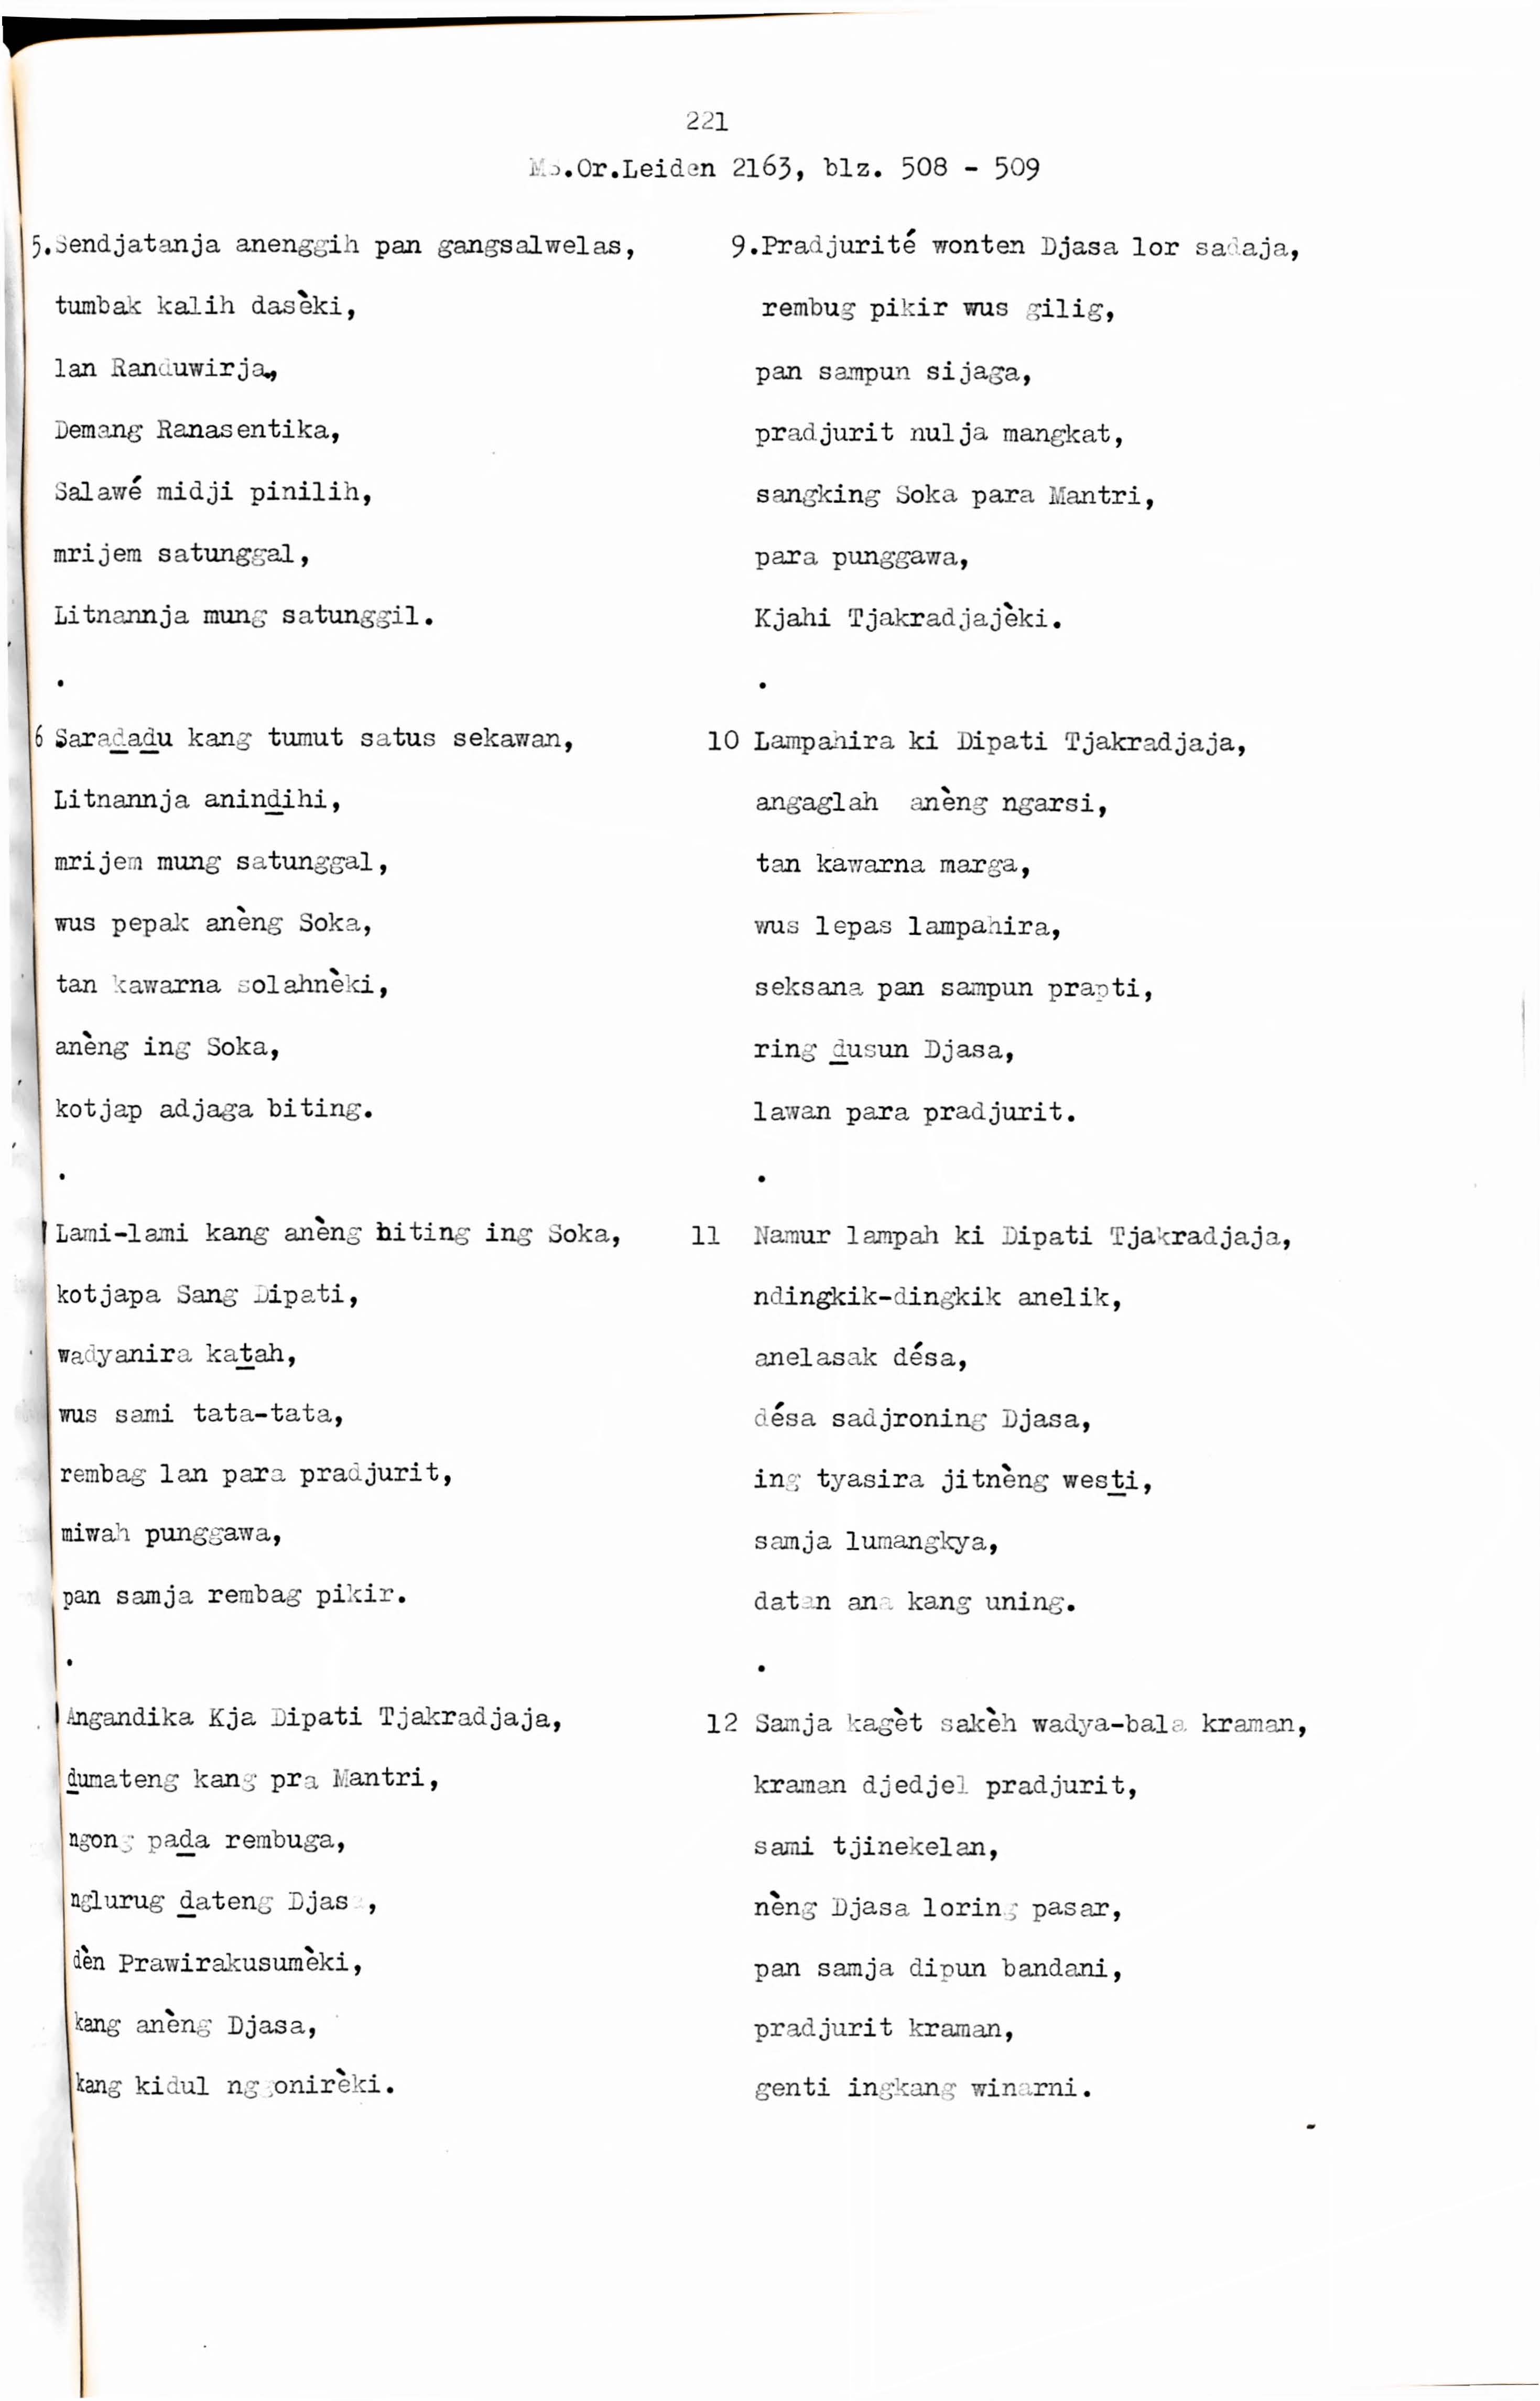 221
Ms.Or.Leiden 2163, blz. 508 - 509
5.Sendjatanja anenggih pan gangsalwelas,
tumbak kalih dasèki,
lan Randuwirja,
Demang Ranasentika,
Salawé midji pinilih,
mrijem satunggal,
Litnannja mung satunggil.
.
6 Saraḏaḏu kang tumut satus sekawan,
Litnannja aninḏihi,
mrijem mung satunggal,
wus pepak anèng Soka,
tan kawarna solahnèki,
anèng ing Soka,
kotjap adjaga biting.
.
Lami-lami kang anèng biting ing Soka,
kotjapa Sang Dipati,
wadyanira kaṯah,
wus sami tata-tata,
rembag lan para pradjurit,
miwah punggawa,
pan samja rembag pikir.
.
Angandika Kja Dipati Tjakradjaja,
ḏumateng kang pra Mantri,
ngong paḏa rembuga,
nglurug ḏateng Djasa,
dèn Prawirakusumèki,
kang anèng Djasa,
kang kidul nggonirèki.
9.Pradjurité wonten Djasa lor sadaja,
rembug pikir wus gilig,
pan sampun sijaga,
pradjurit nulja mangkat,
sangking Soka para Mantri,
para punggawa,
Kjahi Tjakradjajèki.
.
10 Lampahira ki Dipati Tjakradjaja,
angaglah anèng ngarsi,
tan kawarna marga,
wus lepas lampahira,
seksana pan sampun prapti,
ring ḏusun Djasa,
lawan para pradjurit.
.
11 Namur lampah ki Dipati Tjakradjaja,
ndingkik-dingkik anelik,
anelasak désa,
désa sadjroning Djasa,
ing tyasira jitnèng wesṯi,
samja lumangkya,
datan ana kang uning.
.
12 Samja kagèt sakèh wadya-bala kraman,
kraman djedjel pradjurit,
sami tjinekelan,
nèng Djasa loring pasar,
pan samja dipun bandani,
pradjurit kraman,
genti ingkang winarni.